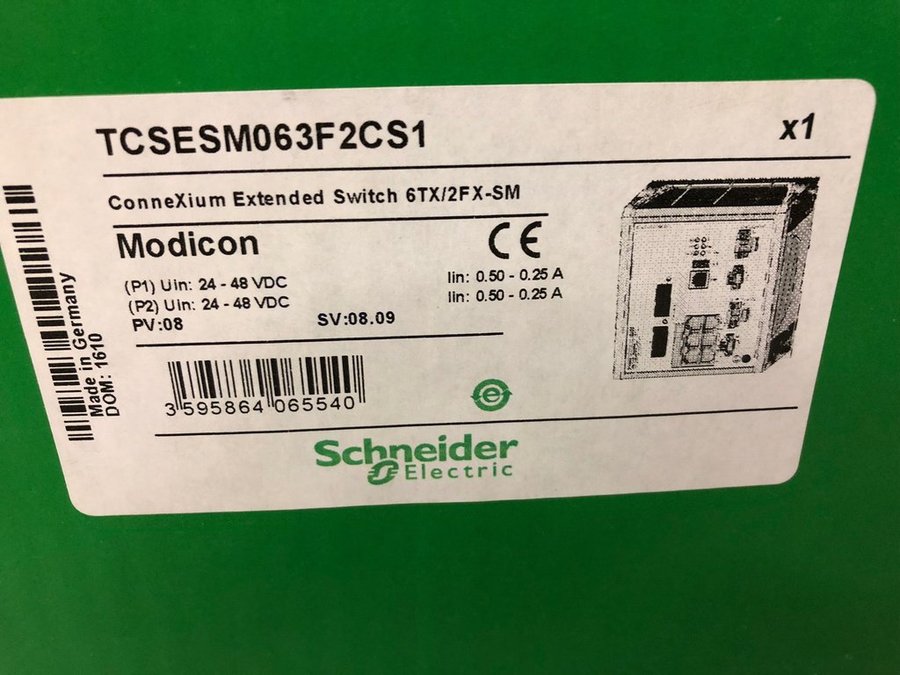 TCSESM063F2CS1
x1
ConneXium Extended Switch 6TX/2FX-SM
Modicon
CE
(P1) Uin: 24 - 48 VDC
Iin: 0.50 - 0.25 A
(P2) Uin: 24 - 48 VDC
Iin: 0.50 - 0.25 A
PV:08
SV:08.09
Made in Germany
DOM: 1610
3 595864 065540
Schneider
Electric